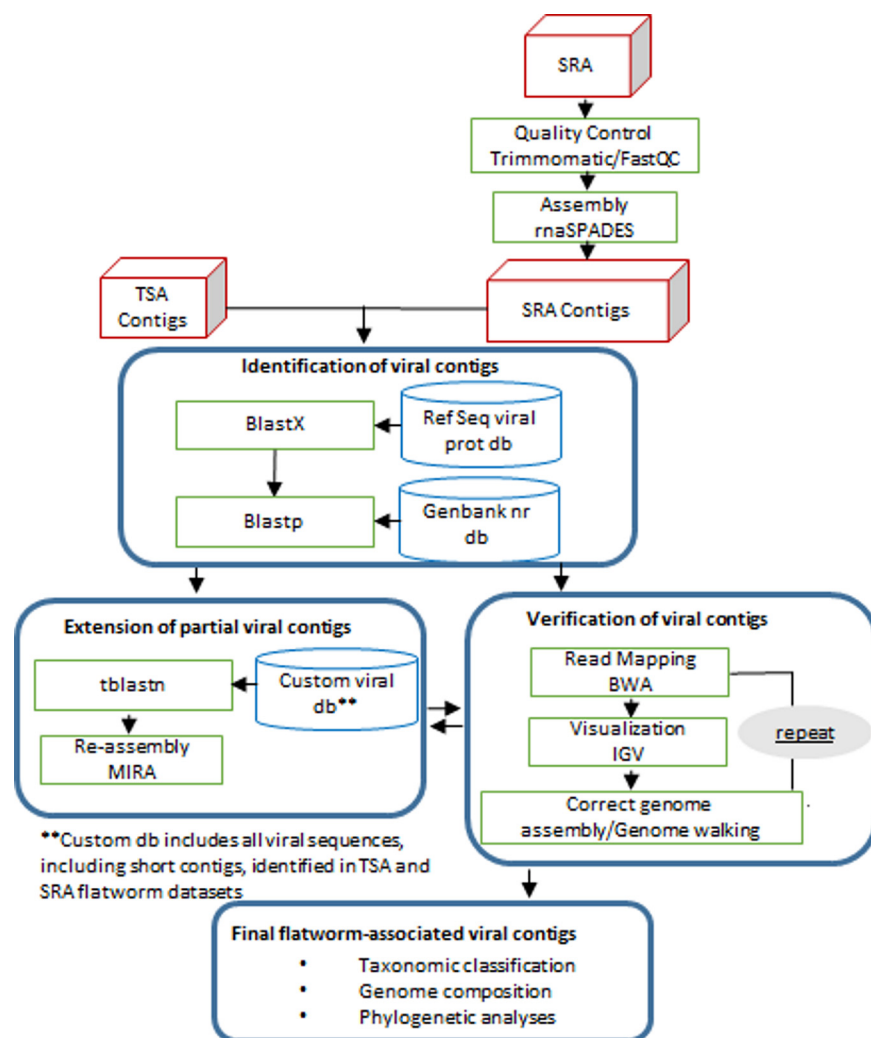 SRA
Quality Control
Trimmomatic/FastQC
Assembly
rnaSPADES
TSA
Contigs
SRA Contigs
Identification of viral contigs
BlastX
Ref Seq viral
prot db
Blastp
Genbank nr
db
Extension of partial viral contigs
tblastn
Custom viral
db**
Re-assembly
MIRA
Verification of viral contigs
Read Mapping
BWA
Visualization
IGV
repeat
Correct genome
assembly/Genome walking
**Custom db includes all viral sequences,
including short contigs, identified in TSA and
SRA flatworm datasets
Final flatworm-associated viral contigs
• Taxonomic classification
• Genome composition
• Phylogenetic analyses